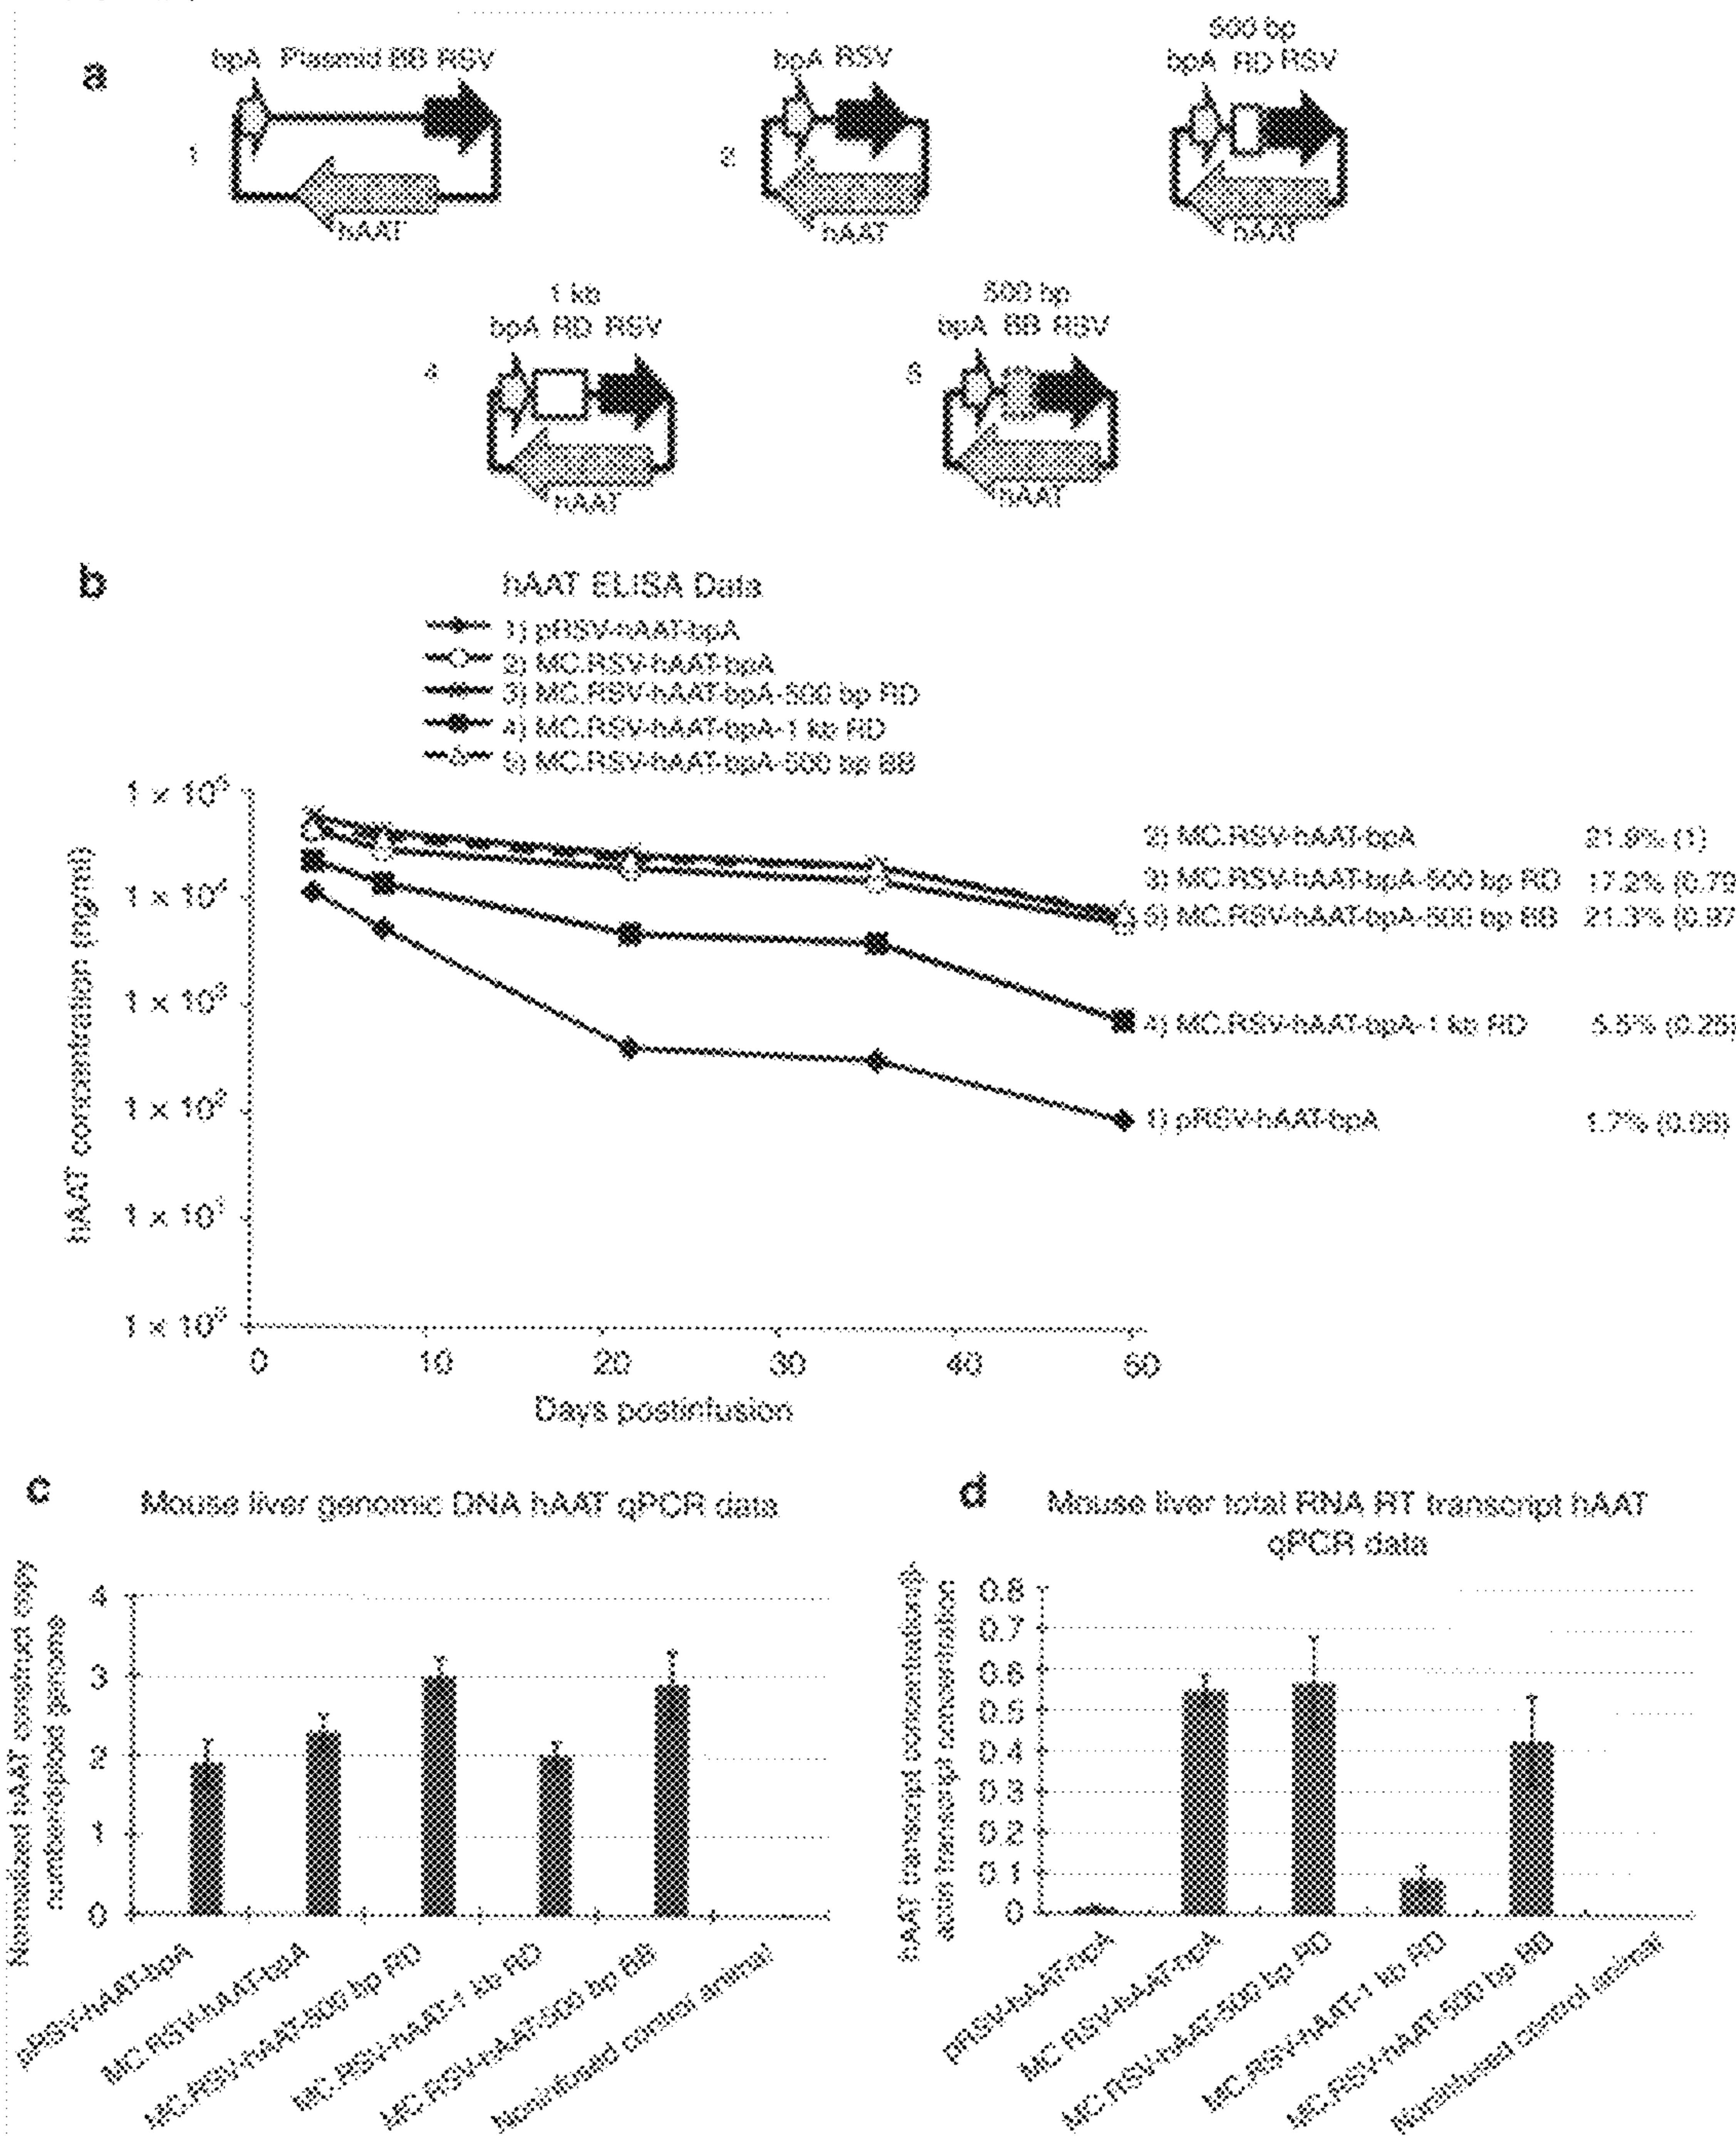 a
bpA Plasmid BB RSV
1
hAAT
bpA RSV
2
hAAT
500 bp
bpA RD RSV
hAAT
1 kb
bpA RD RSV
4
hAAT
500 bp
bpA BB RSV
5
hAAT
b
hAAT ELISA Data
1) pRSV-hAAT-bpA
2) MC.RSV-hAAT-bpA
3) MC.RSV-hAAT-bpA-500 bp RD
4) MC.RSV-hAAT-bpA-1 kb RD
5) MC.RSV-hAAT-bpA-500 bp BB
hAAT concentration (ng/ml)
1 × 10⁵
1 × 10⁴
1 × 10³
1 × 10²
1 × 10¹
1 × 10⁰
0 10 20 30 40 50
Days postinfusion
2) MC.RSV-hAAT-bpA 21.9% (1)
3) MC.RSV-hAAT-bpA-500 bp RD 17.2% (0.79
5) MC.RSV-hAAT-bpA-500 bp BB 21.3% (0.97
4) MC.RSV-hAAT-bpA-1 kb RD 5.5% (0.25)
1) pRSV-hAAT-bpA 1.7% (0.08)
c
Mouse liver genomic DNA hAAT qPCR data
Normalized hAAT construct copy
number/diploid genome
4
3
2
1
0
pRSV-hAAT-bpA
MC.RSV-hAAT-bpA
MC.RSV-hAAT-500 bp RD
MC.RSV-hAAT-1 kb RD
MC.RSV-hAAT-500 bp BB
Noninfused control animal
d
Mouse liver total RNA RT transcript hAAT
qPCR data
hAAT transcript concentration/β-
actin transcript concentration
0.8
0.7
0.6
0.5
0.4
0.3
0.2
0.1
0
pRSV-hAAT-bpA
MC.RSV-hAAT-bpA
MC.RSV-hAAT-500 bp RD
MC.RSV-hAAT-1 kb RD
MC.RSV-hAAT-500 bp BB
Noninfused control animal